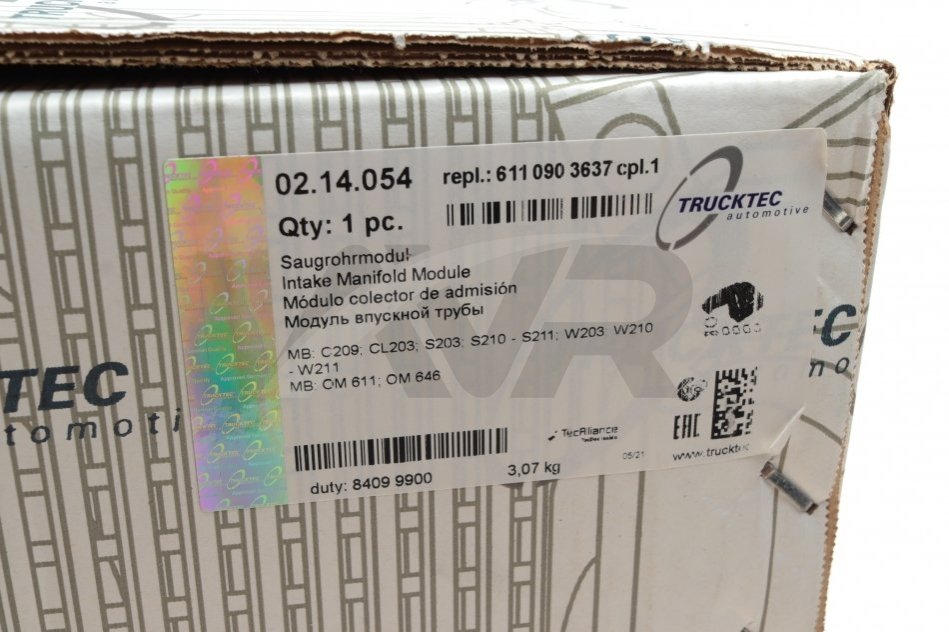 02.14.054
repl.: 611 090 3637 cpl.1
Qty: 1 pc.
TRUCKTEC
automotive
Saugrohrmodul
Intake Manifold Module
Módulo colector de admisión
Модуль впускной трубы
MB: C209; CL203; S203; S210 - S211; W203; W210
- W211
MB: OM 611; OM 646
TecAlliance
05/21
EAC
www.trucktec
duty: 8409 9900
3,07 kg
TEC
utomoti
VR